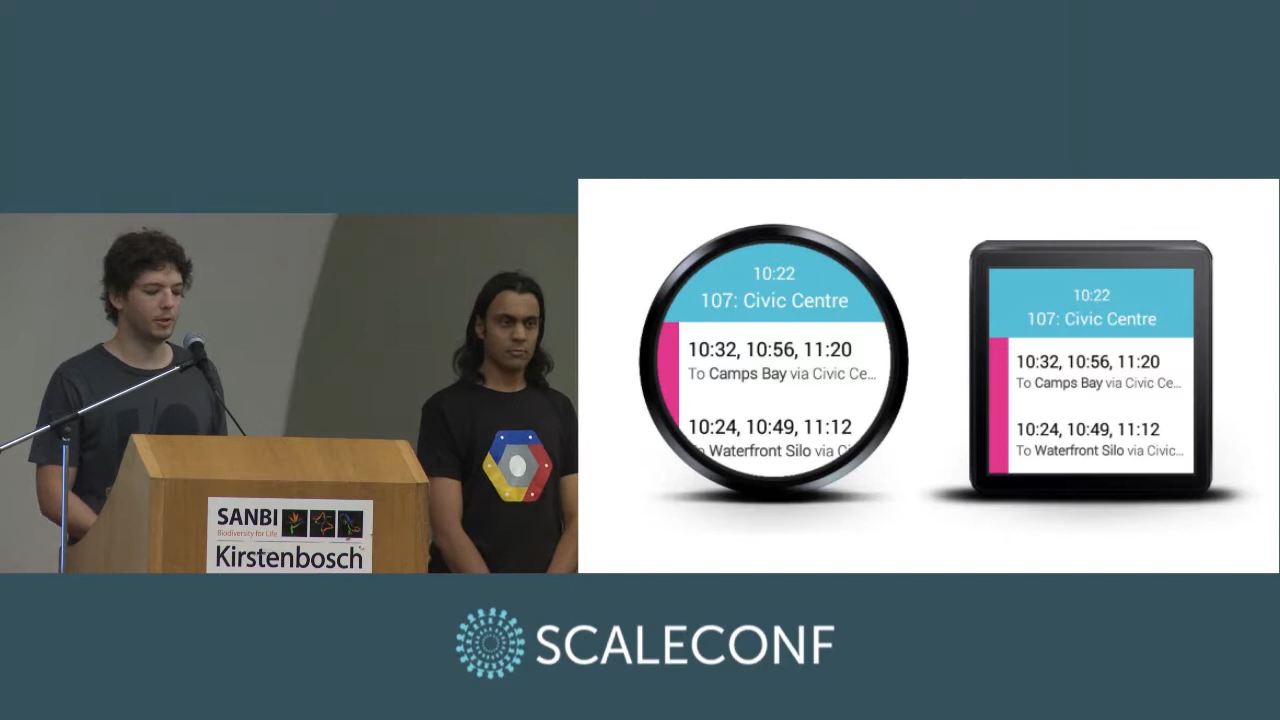 SANBI
Biodiversity for Life
Kirstenbosch
10:22
107: Civic Centre
10:32, 10:56, 11:20
To Camps Bay via Civic Ce...
10:24, 10:49, 11:12
To Waterfront Silo via Ci
10:22
107: Civic Centre
10:32, 10:56, 11:20
To Camps Bay via Civic Ce...
10:24, 10:49, 11:12
To Waterfront Silo via Civic...
SCALECONF